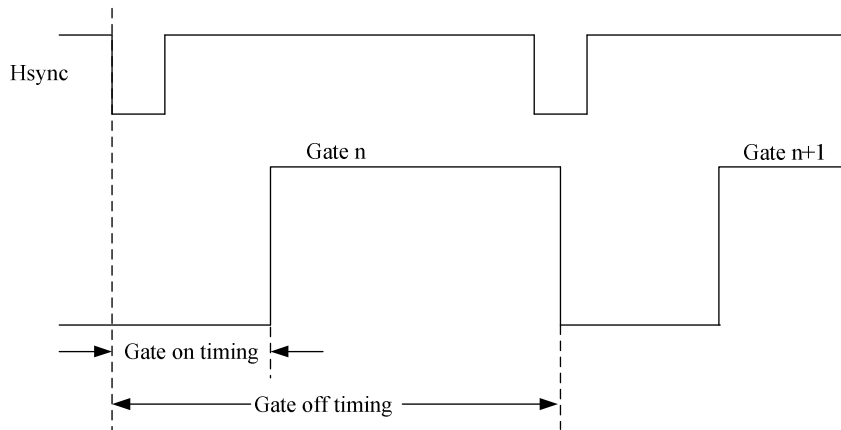 Hsync
Gate n
Gate n+1
Gate on timing
Gate off timing